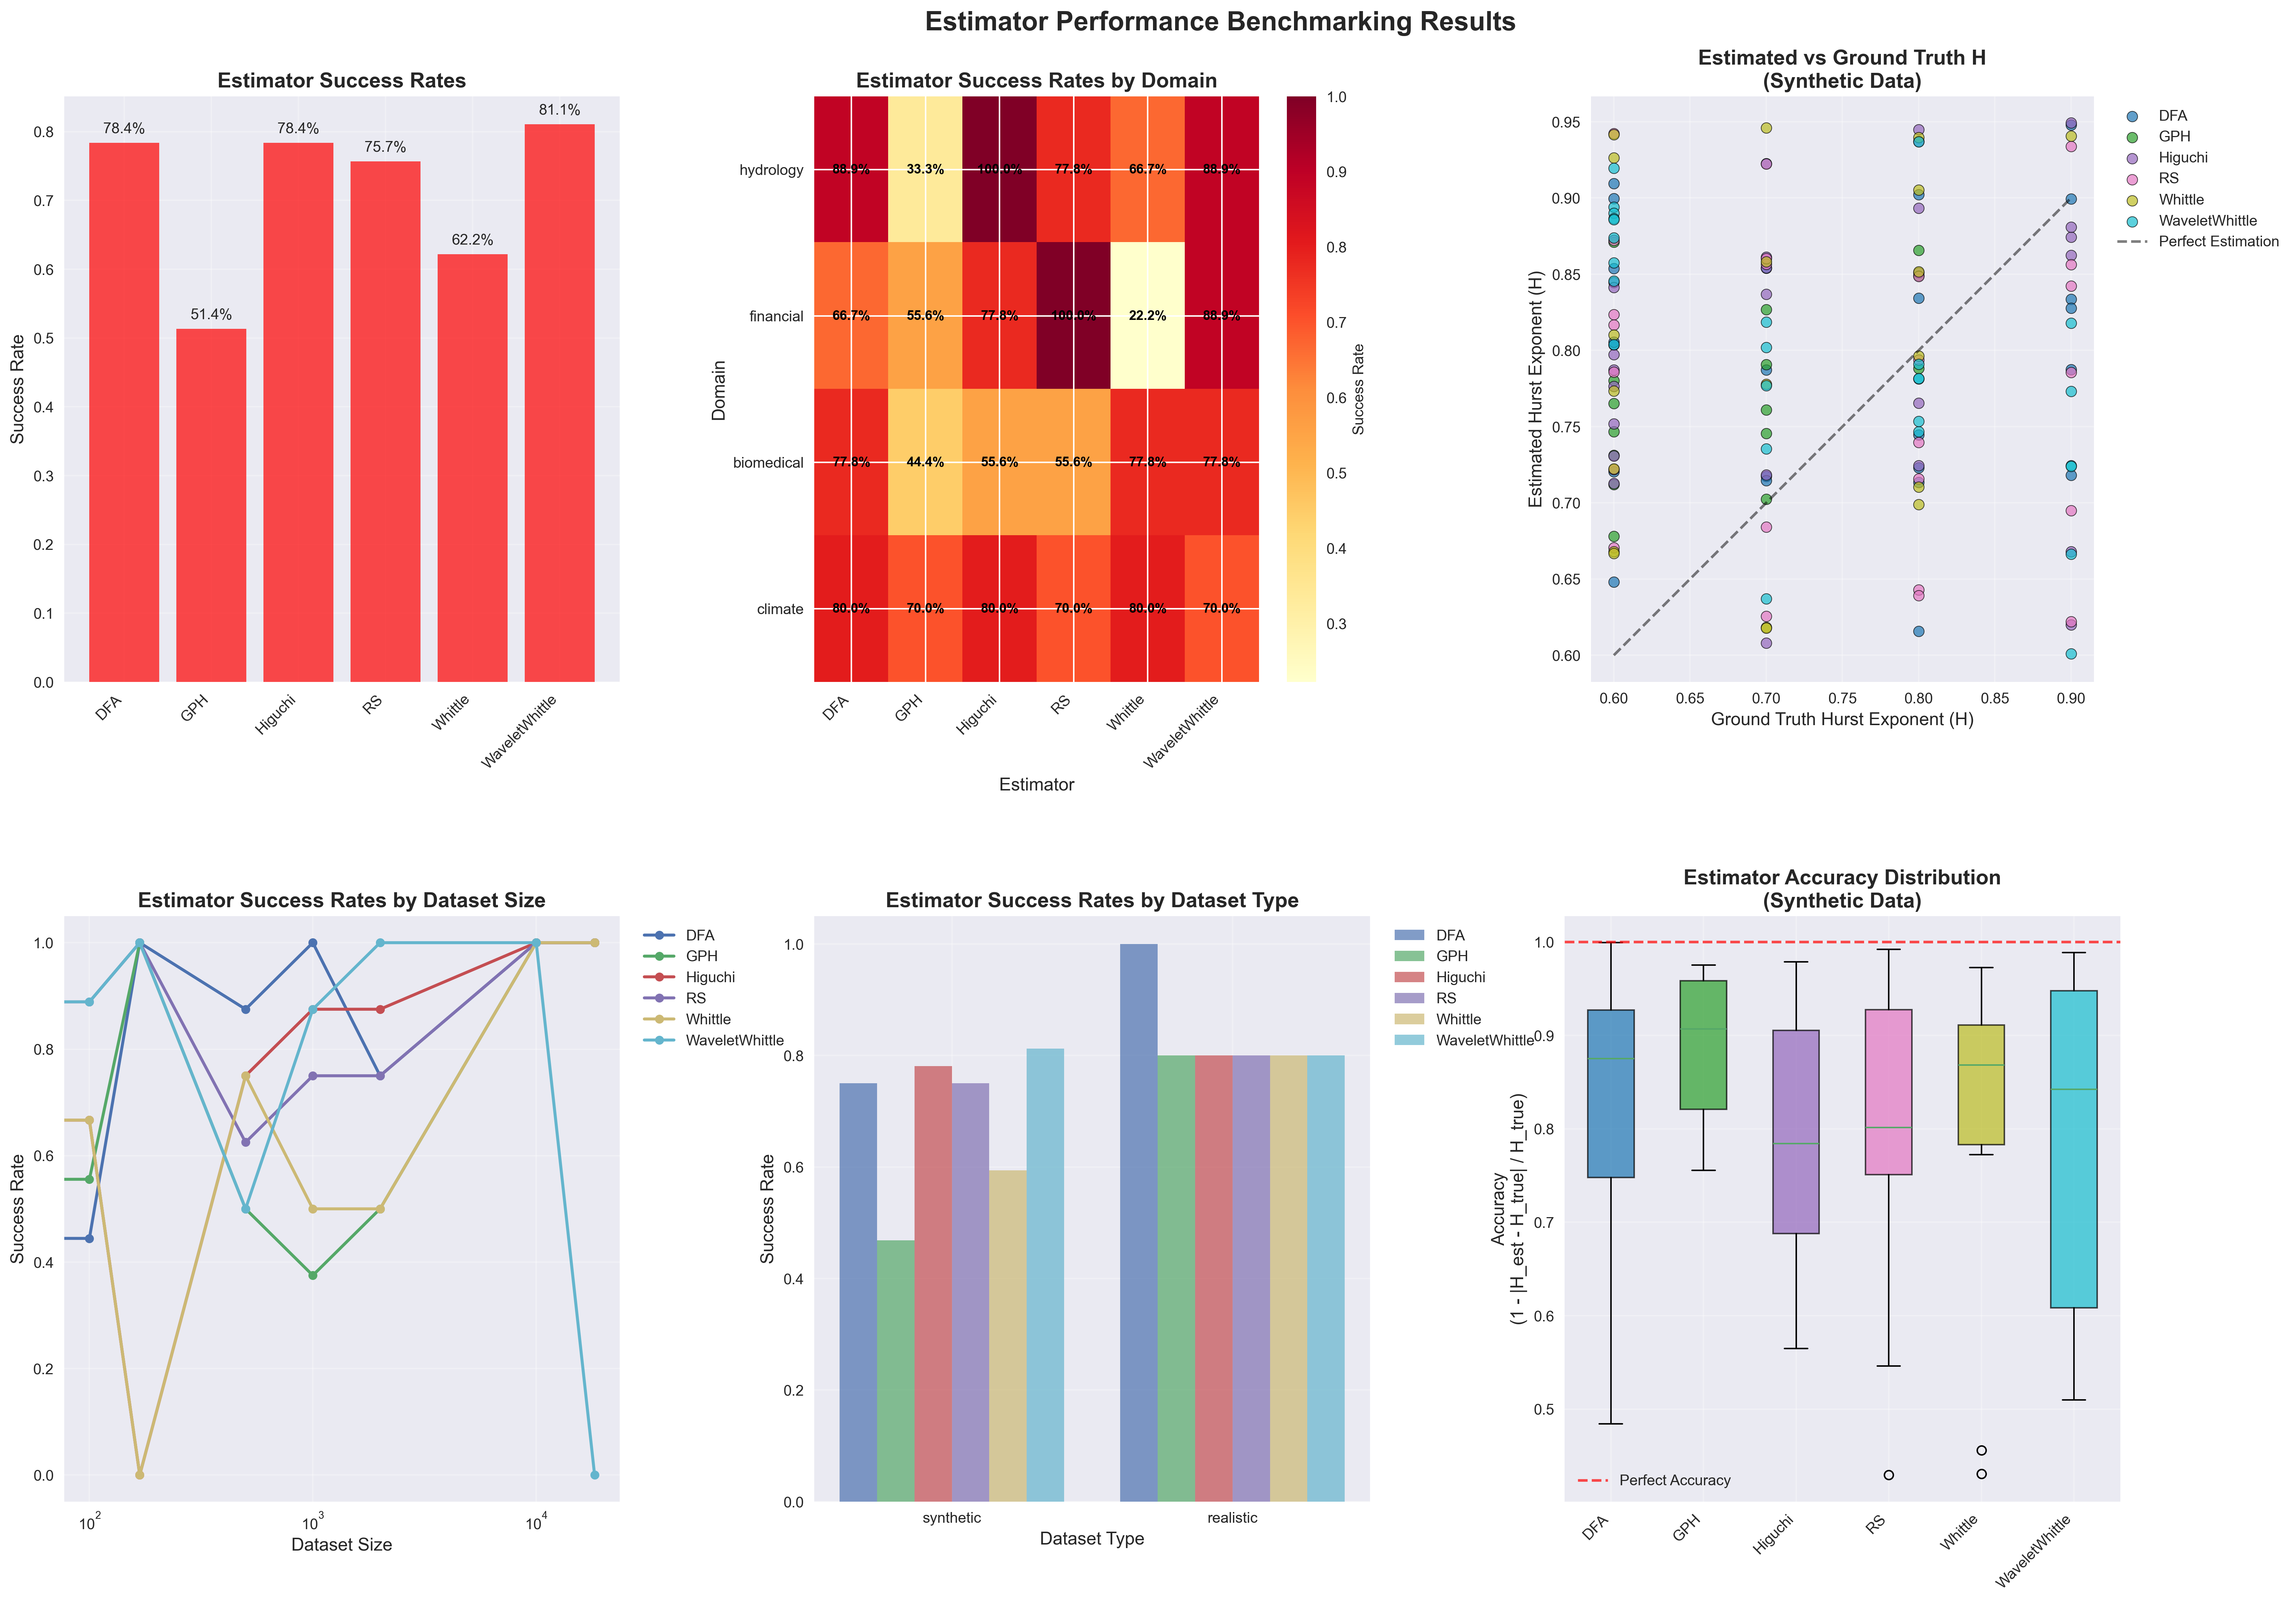 Estimator Performance Benchmarking Results
Estimator Success Rates
Success Rate
0.8
0.7
0.6
0.5
0.4
0.3
0.2
0.1
0.0
78.4%
51.4%
78.4%
75.7%
62.2%
81.1%
DFA
GPH
Higuchi
RS
Whittle
WaveletWhittle
Estimator Success Rates by Domain
Domain
hydrology
financial
biomedical
climate
88.9% 33.3% 100.0% 77.8% 66.7% 88.9%
66.7% 55.6% 77.8% 100.0% 22.2% 88.9%
77.8% 44.4% 55.6% 55.6% 77.8% 77.8%
80.0% 70.0% 80.0% 70.0% 80.0% 70.0%
DFA
GPH
Higuchi
RS
Whittle
WaveletWhittle
Estimator
1.0
0.9
0.8
0.7
0.6
0.5
0.4
0.3
Success Rate
Estimated vs Ground Truth H
(Synthetic Data)
Estimated Hurst Exponent (H)
0.95
0.90
0.85
0.80
0.75
0.70
0.65
0.60
0.60 0.65 0.70 0.75 0.80 0.85 0.90
Ground Truth Hurst Exponent (H)
DFA
GPH
Higuchi
RS
Whittle
WaveletWhittle
Perfect Estimation
Estimator Success Rates by Dataset Size
Success Rate
1.0
0.8
0.6
0.4
0.2
0.0
10² 10³ 10⁴
Dataset Size
DFA
GPH
Higuchi
RS
Whittle
WaveletWhittle
Estimator Success Rates by Dataset Type
Success Rate
1.0
0.8
0.6
0.4
0.2
0.0
synthetic realistic
Dataset Type
DFA
GPH
Higuchi
RS
Whittle
WaveletWhittle
Estimator Accuracy Distribution
(Synthetic Data)
Accuracy
(1 - |H_est - H_true| / H_true)
1.0
0.9
0.8
0.7
0.6
0.5
Perfect Accuracy
DFA
GPH
Higuchi
RS
Whittle
WaveletWhittle